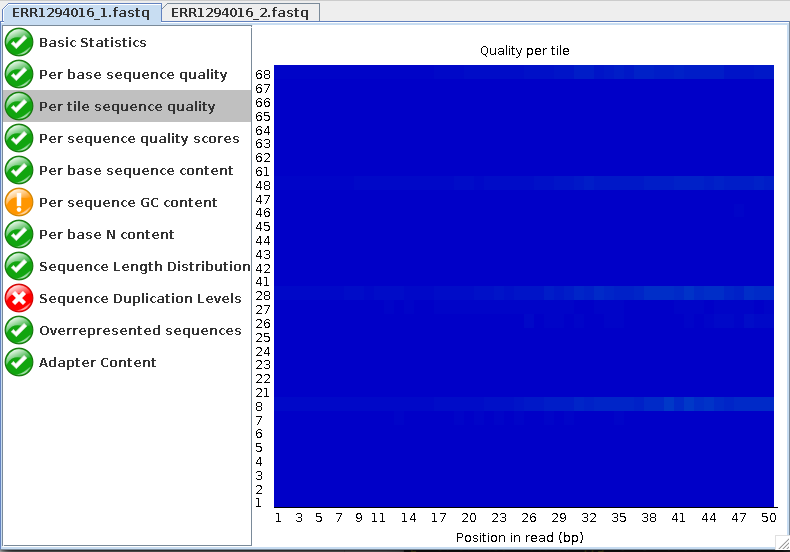 ERR1294016_1.fastq ERR1294016_2.fastq
Basic Statistics
Per base sequence quality
Per tile sequence quality
Per sequence quality scores
Per base sequence content
Per sequence GC content
Per base N content
Sequence Length Distribution
Sequence Duplication Levels
Overrepresented sequences
Adapter Content
Quality per tile
68
67
66
65
64
63
62
61
48
47
46
45
44
43
42
41
28
27
26
25
24
23
22
21
8
7
6
5
4
3
2
1
1 3 5 7 9 11 14 17 20 23 26 29 32 35 38 41 44 47 50
Position in read (bp)